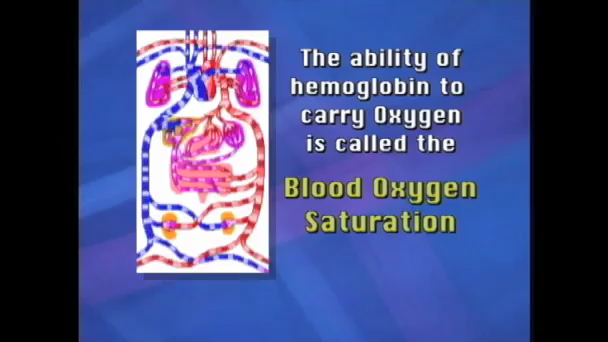 The ability of
hemoglobin to
carry Oxygen
is called the
Blood Oxygen
Saturation